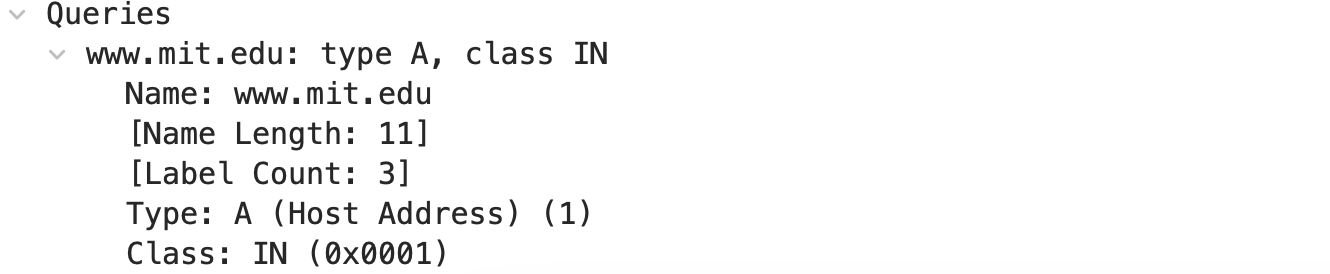 Queries
www.mit.edu: type A, class IN
Name: www.mit.edu
[Name Length: 11]
[Label Count: 3]
Type: A (Host Address) (1)
Class: IN (0x0001)